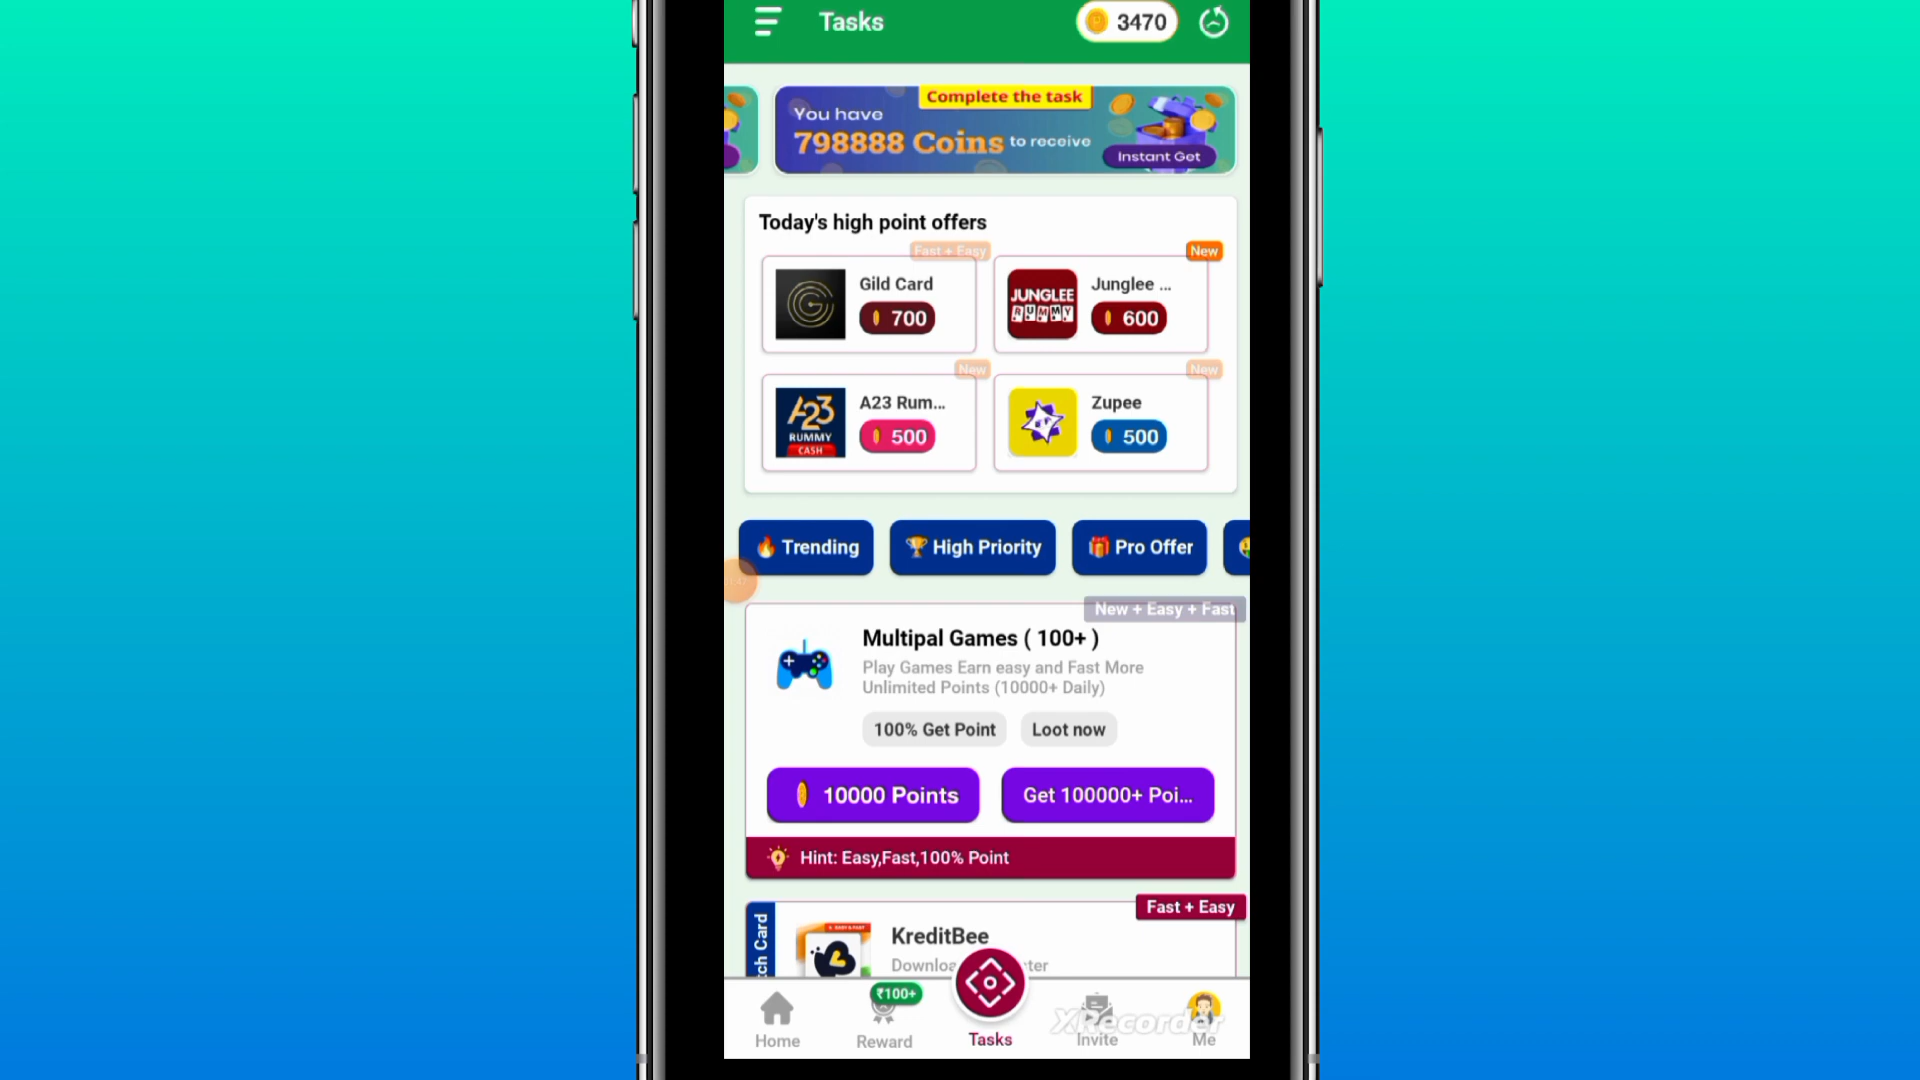 Tasks
3470
Complete the task
You have
798888 Coins to receive
Instant Get
Today's high point offers
Fast + Easy
New
Gild Card
700
JUNGLEE
RUMMY
Junglee ...
600
New
New
A23
RUMMY
CASH
A23 Rum...
500
Zupee
500
Trending
High Priority
Pro Offer
New + Easy + Fast
Multipal Games ( 100+ )
Play Games Earn easy and Fast More
Unlimited Points (10000+ Daily)
100% Get Point
Loot now
10000 Points
Get 100000+ Poi...
Hint: Easy,Fast,100% Point
Fast + Easy
tch Card
KreditBee
₹100+
Home
Reward
Tasks
Invite
Me
XRecorder